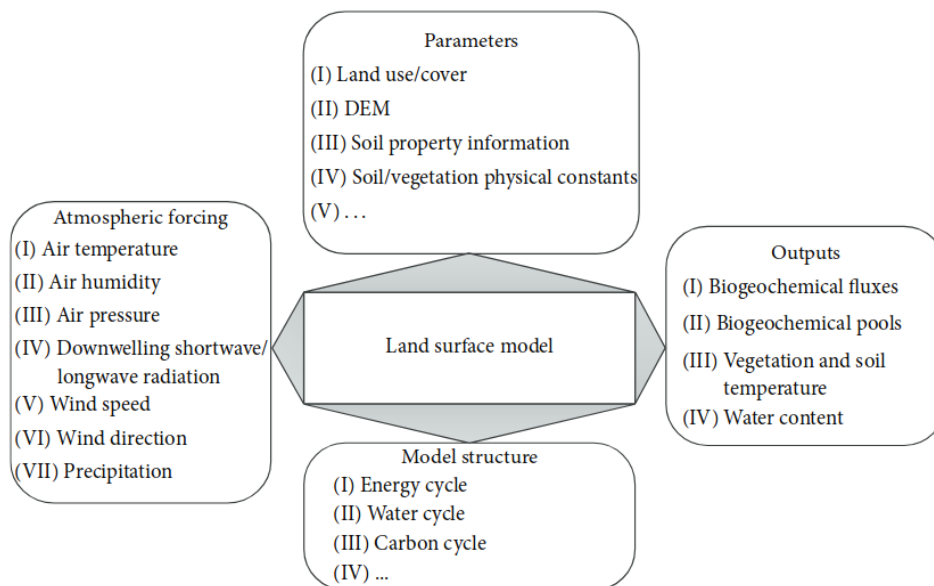 Parameters
(I) Land use/cover
(II) DEM
(III) Soil property information
(IV) Soil/vegetation physical constants
(V) . . .
Atmospheric forcing
(I) Air temperature
(II) Air humidity
(III) Air pressure
(IV) Downwelling shortwave/
longwave radiation
(V) Wind speed
(VI) Wind direction
(VII) Precipitation
Land surface model
Outputs
(I) Biogeochemical fluxes
(II) Biogeochemical pools
(III) Vegetation and soil
temperature
(IV) Water content
Model structure
(I) Energy cycle
(II) Water cycle
(III) Carbon cycle
(IV) ...